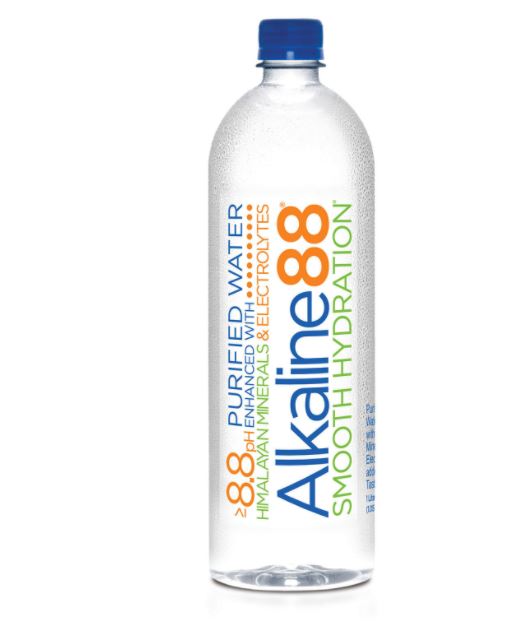 ≥8.8pH PURIFIED WATER
ENHANCED WITH
HIMALAYAN MINERALS & ELECTROLYTES
Alkaline88®
SMOOTH HYDRATION